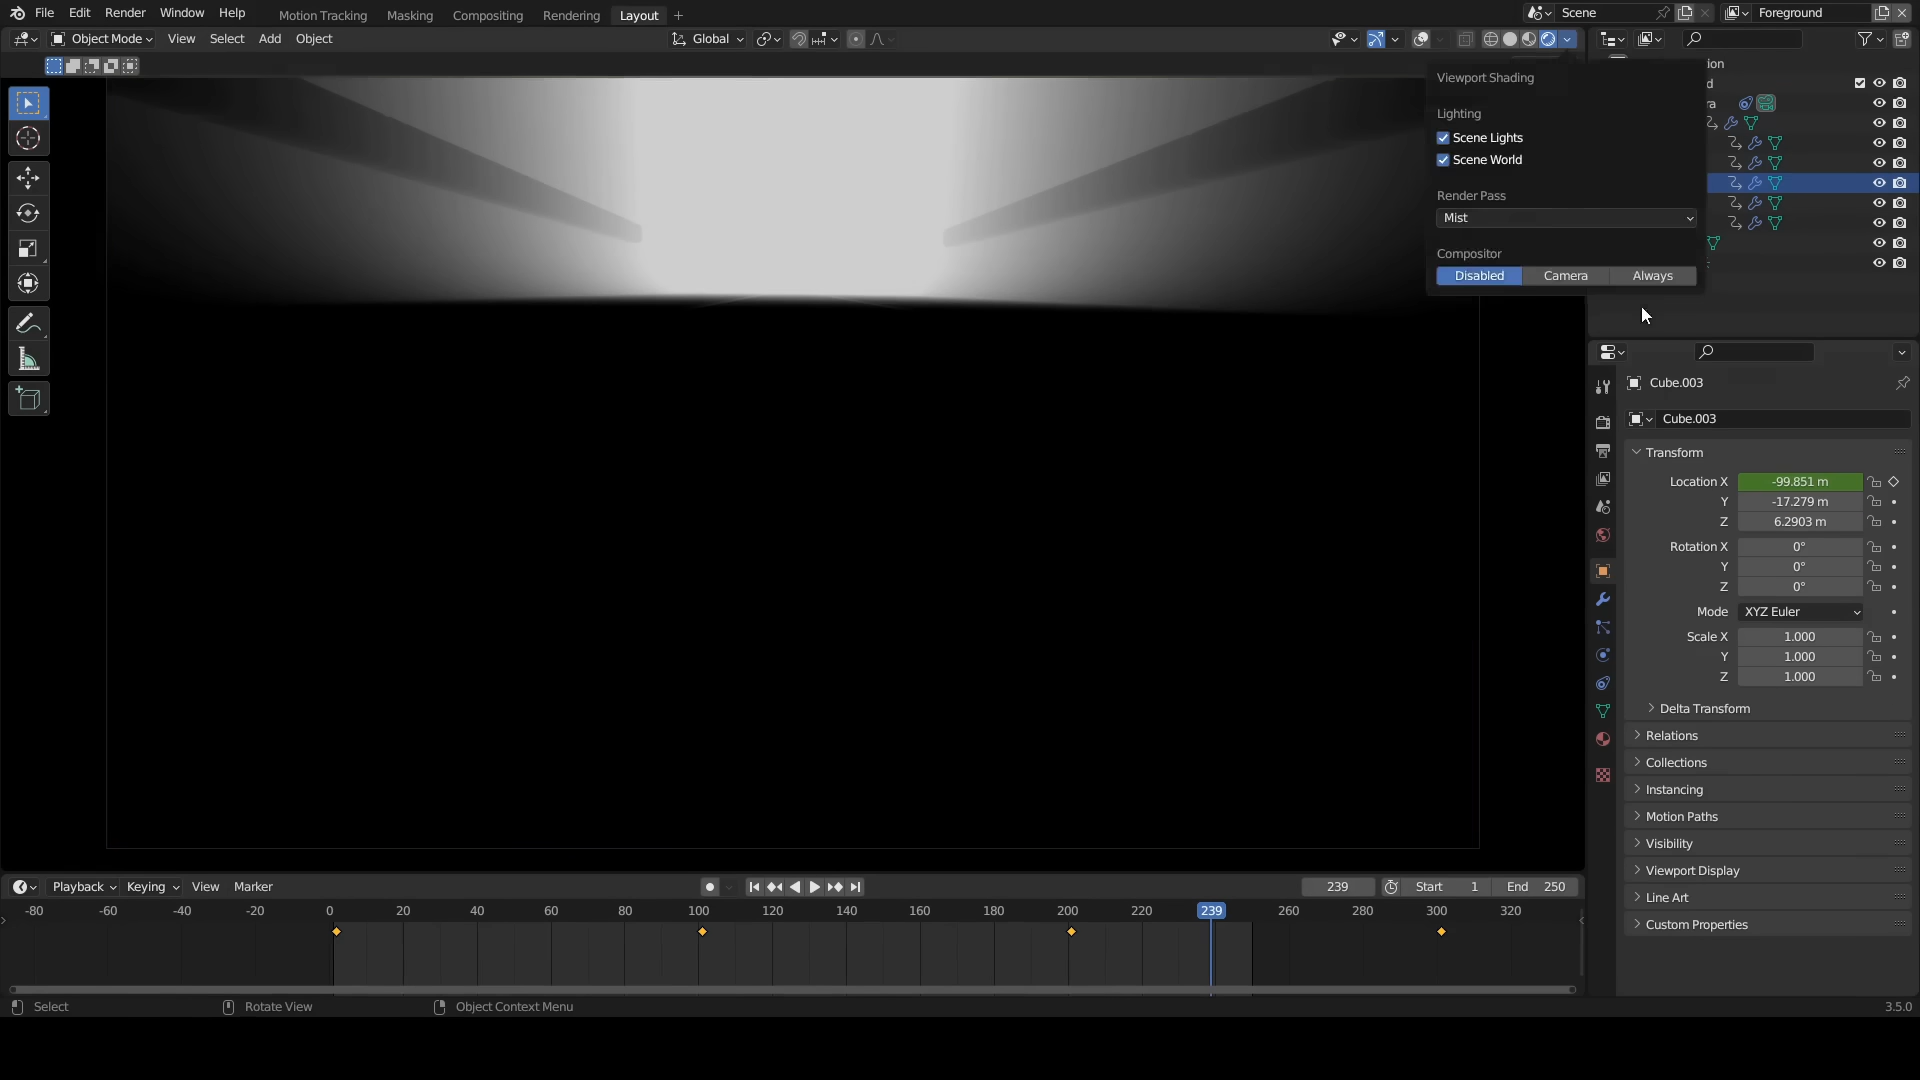 File Edit Render Window Help Motion Tracking Masking Compositing Rendering Layout + Scene Foreground
Object Mode View Select Add Object Global
Viewport Shading
Lighting
Scene Lights
Scene World
Render Pass
Mist
Compositor
Disabled Camera Always
ion
d
ra
Cube.003
Cube.003
Transform
Location X -99.851 m
Y -17.279 m
Z 6.2903 m
Rotation X 0°
Y 0°
Z 0°
Mode XYZ Euler
Scale X 1.000
Y 1.000
Z 1.000
Delta Transform
Relations
Collections
Instancing
Motion Paths
Visibility
Viewport Display
Line Art
Custom Properties
Playback Keying View Marker 239 Start 1 End 250
-80 -60 -40 -20 0 20 40 60 80 100 120 140 160 180 200 220 239 260 280 300 320
Select Rotate View Object Context Menu 3.5.0